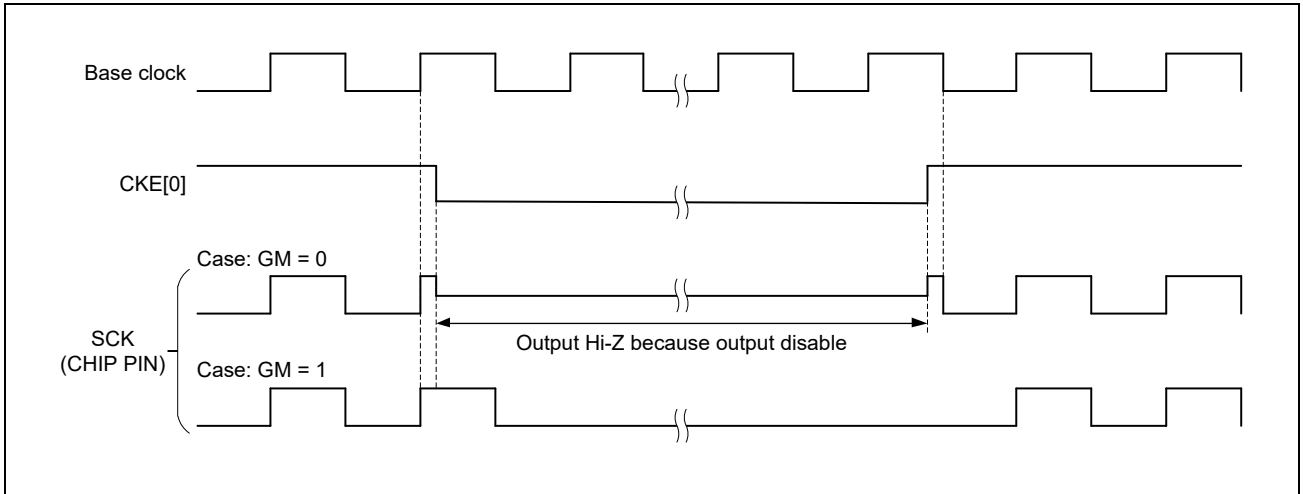 Base clock
CKE[0]
Case: GM = 0
SCK
(CHIP PIN)
Output Hi-Z because output disable
Case: GM = 1